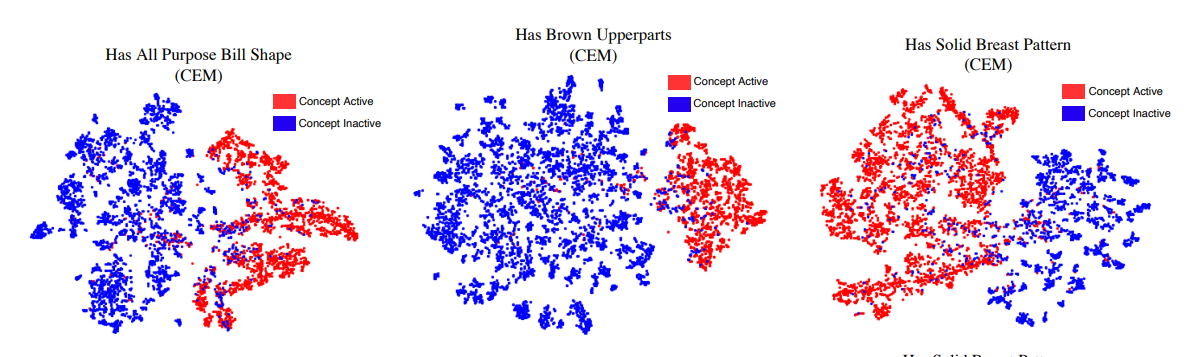 Has All Purpose Bill Shape
(CEM)
Concept Active
Concept Inactive
Has Brown Upperparts
(CEM)
Concept Active
Concept Inactive
Has Solid Breast Pattern
(CEM)
Concept Active
Concept Inactive